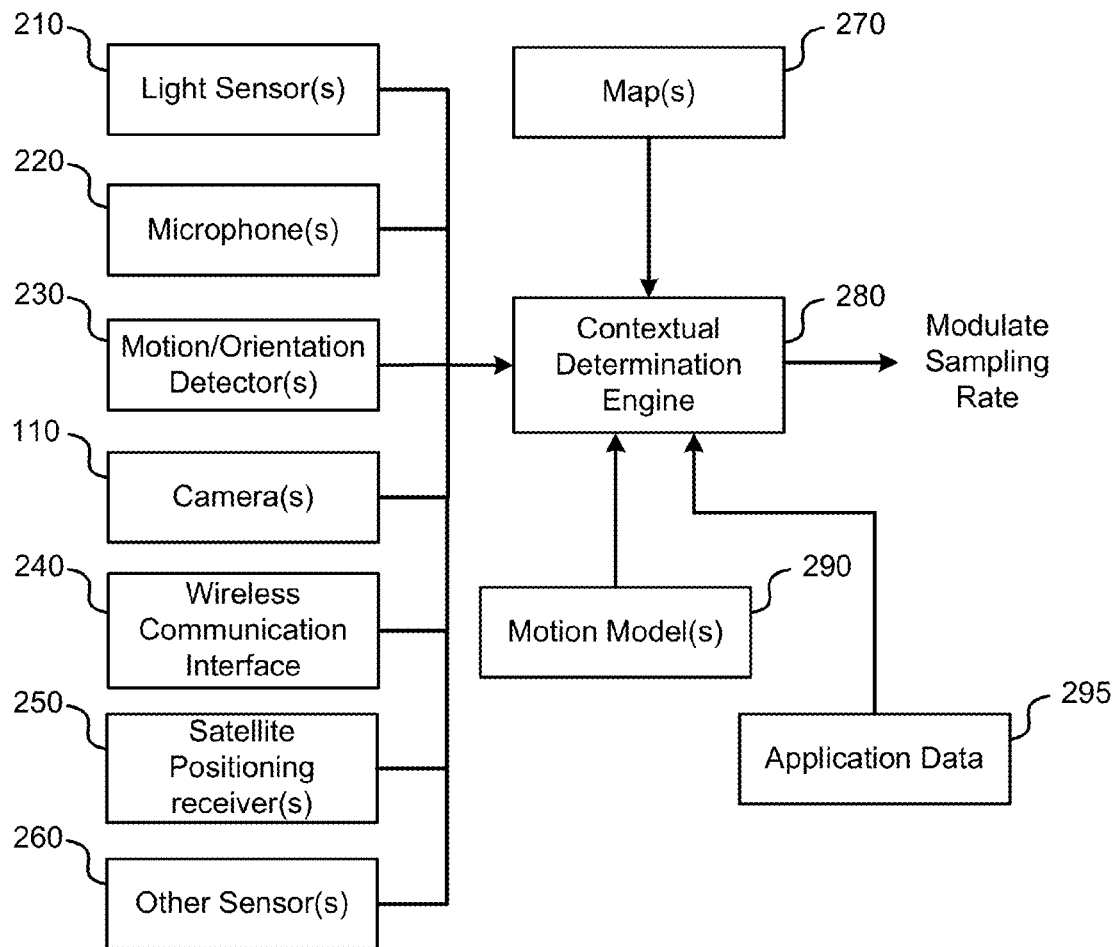 210
Light Sensor(s)
270
Map(s)
220
Microphone(s)
230
Motion/Orientation
Detector(s)
280
Contextual
Determination
Engine
Modulate
Sampling
Rate
110
Camera(s)
240
Wireless
Communication
Interface
290
Motion Model(s)
250
Satellite
Positioning
receiver(s)
295
Application Data
260
Other Sensor(s)